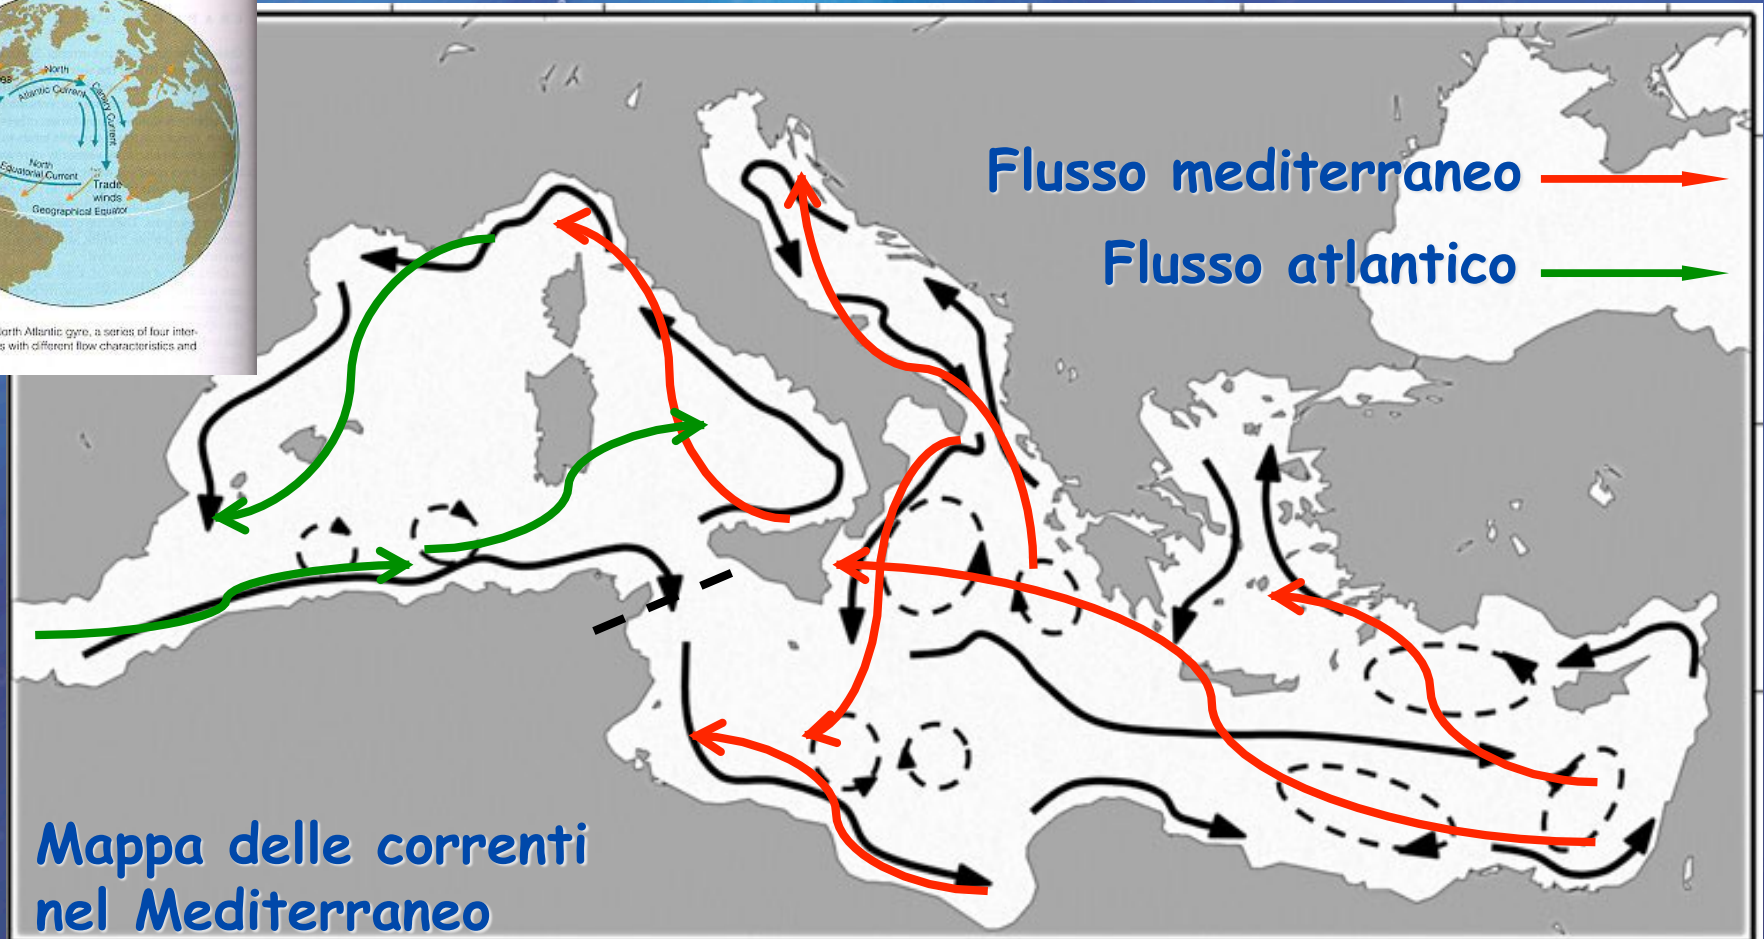 North
Atlantic Current
Canary Current
North
Equatorial Current
Trade
winds
Geographical Equator
orth Atlantic gyre, a series of four inter-
s with different flow characteristics and
Flusso mediterraneo
Flusso atlantico
Mappa delle correnti
nel Mediterraneo